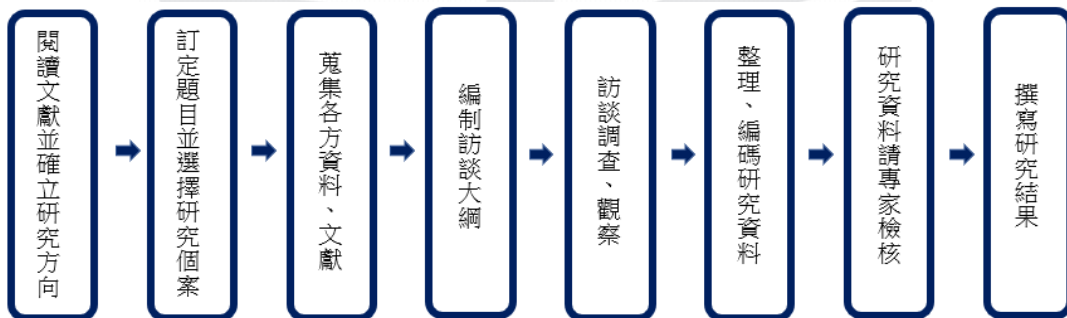 閱讀文獻並確立研究方向
訂定題目並選擇研究個案
蒐集各方資料、文獻
編制訪談大綱
訪談調查、觀察
整理、編碼研究資料
研究資料請專家檢核
撰寫研究結果